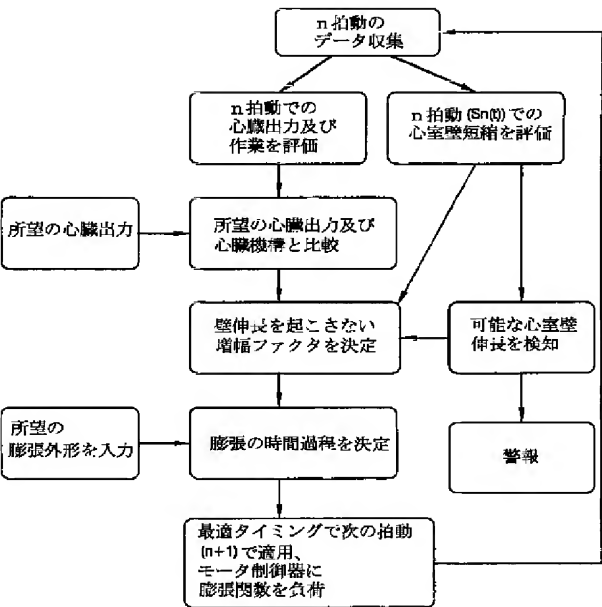 n 拍動の
データ収集
n 拍動での
心臓出力及び
作業を評価
n 拍動 (Sn(t)) での
心室壁短縮を評価
所望の心臓出力
所望の心臓出力及び
心臓機構と比較
壁伸長を起こさない
増幅ファクタを決定
可能な心室壁
伸長を検知
所望の
膨張外形を入力
膨張の時間過程を決定
警報
最適タイミングで次の拍動
(n+1) で適用、
モータ制御器に
膨張関数を負荷